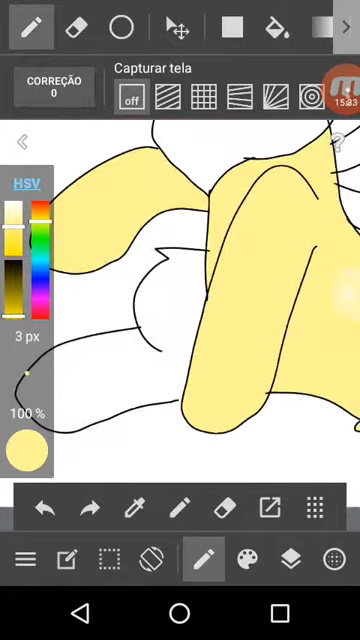 CORREÇÃO
0
Capturar tela
off
15:33
?
HSV
3 px
100 %